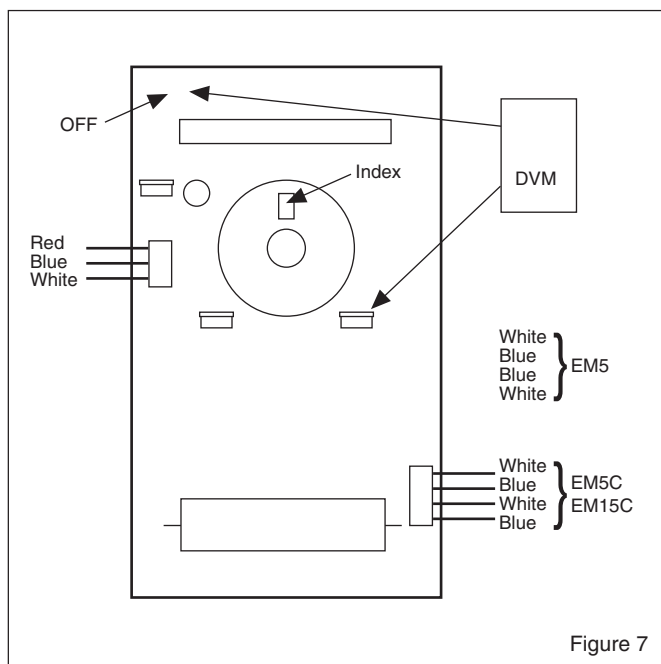 OFF
Index
DVM
Red
Blue
White
White
Blue
Blue
White
EM5
White
Blue
White
Blue
EM5C
EM15C
Figure 7